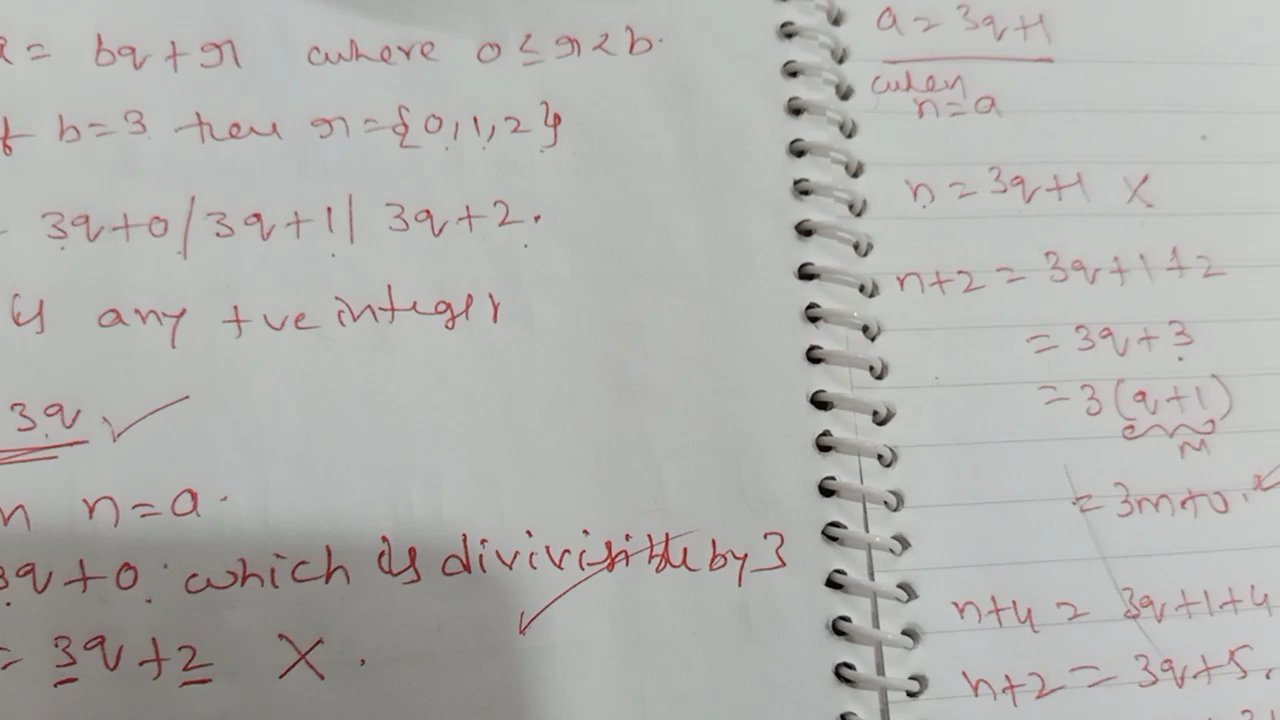 = bq + r where 0 ≤ r < b.
b=3 then r={0,1,2}
3q+0/3q+1/ 3q+2.
is any +ve integer
3q ✓
n=a.
3q+0. which is divivisible by 3
= 3q+2 X.
a=3q+1
when
n=a
n=3q+1 X
n+2 = 3q+1+2
= 3q+3
=3(q+1)
M
= 3m+0.
n+4 = 3q+1+4
n+2 = 3q+5.